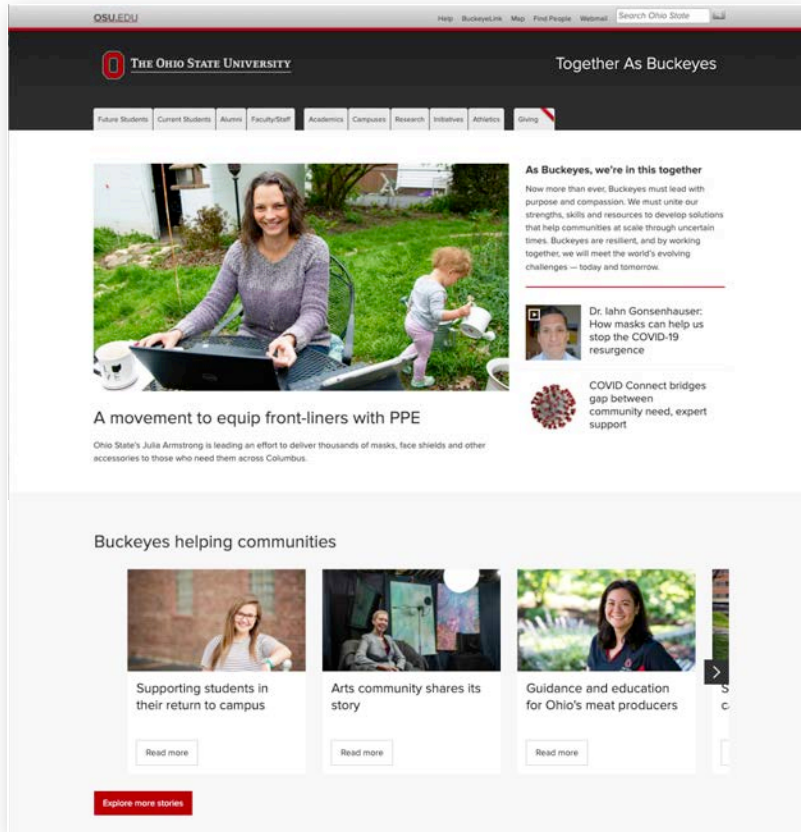 OSU.EDU
Help BuckeyeLink Map Find People Webmail Search Ohio State
THE OHIO STATE UNIVERSITY
Together As Buckeyes
Future Students Current Students Alumni Faculty/Staff Academics Campuses Research Initiatives Athletics Giving
A movement to equip front-liners with PPE
Ohio State's Julia Armstrong is leading an effort to deliver thousands of masks, face shields and other
accessories to those who need them across Columbus.
As Buckeyes, we're in this together
Now more than ever, Buckeyes must lead with
purpose and compassion. We must unite our
strengths, skills and resources to develop solutions
that help communities at scale through uncertain
times. Buckeyes are resilient, and by working
together, we will meet the world's evolving
challenges — today and tomorrow.
Dr. Iahn Gonsenhauser:
How masks can help us
stop the COVID-19
resurgence
COVID Connect bridges
gap between
community need, expert
support
Buckeyes helping communities
Supporting students in
their return to campus
Read more
Arts community shares its
story
Read more
Guidance and education
for Ohio's meat producers
Read more
S
c
Explore more stories